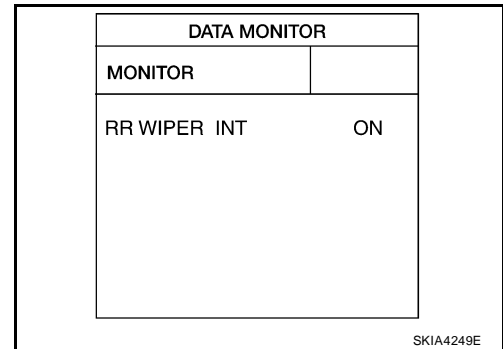 DATA MONITOR
MONITOR
RR WIPER INT ON
SKIA4249E